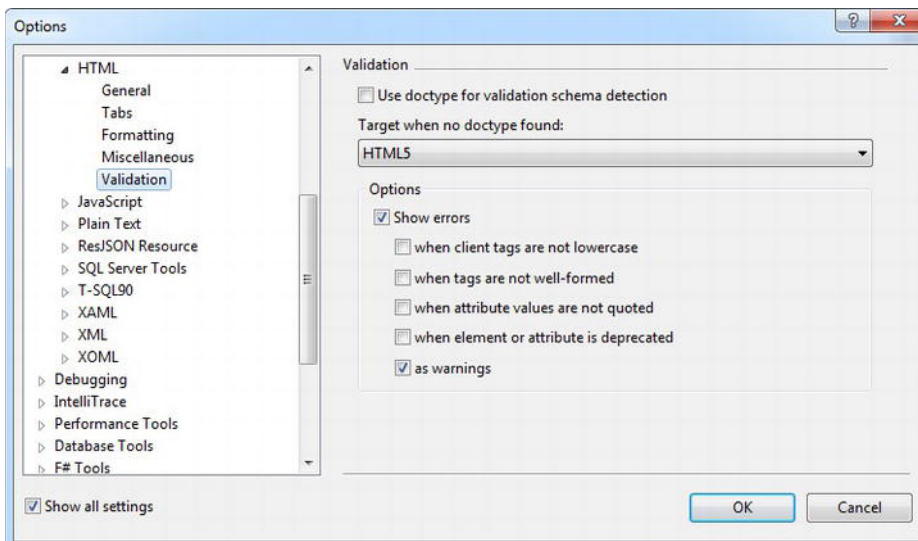 Options
HTML
General
Tabs
Formatting
Miscellaneous
Validation
JavaScript
Plain Text
ResJSON Resource
SQL Server Tools
T-SQL90
XAML
XML
XOML
Debugging
IntelliTrace
Performance Tools
Database Tools
F# Tools
Show all settings
Validation
Use doctype for validation schema detection
Target when no doctype found:
HTML5
Options
Show errors
when client tags are not lowercase
when tags are not well-formed
when attribute values are not quoted
when element or attribute is deprecated
as warnings
OK
Cancel